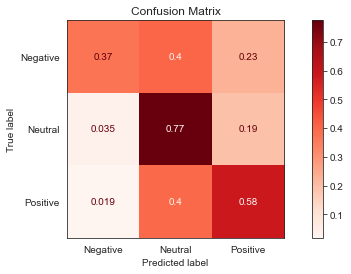 Confusion Matrix
Negative 0.37 0.4 0.23
Neutral 0.035 0.77 0.19
Positive 0.019 0.4 0.58
Negative Neutral Positive
Predicted label
True label
0.7
0.6
0.5
0.4
0.3
0.2
0.1